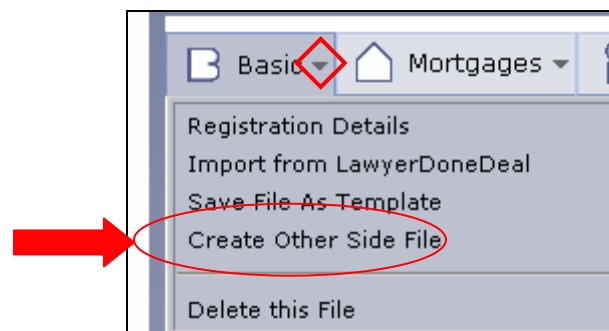 Basic Mortgages
Registration Details
Import from LawyerDoneDeal
Save File As Template
Create Other Side File
Delete this File